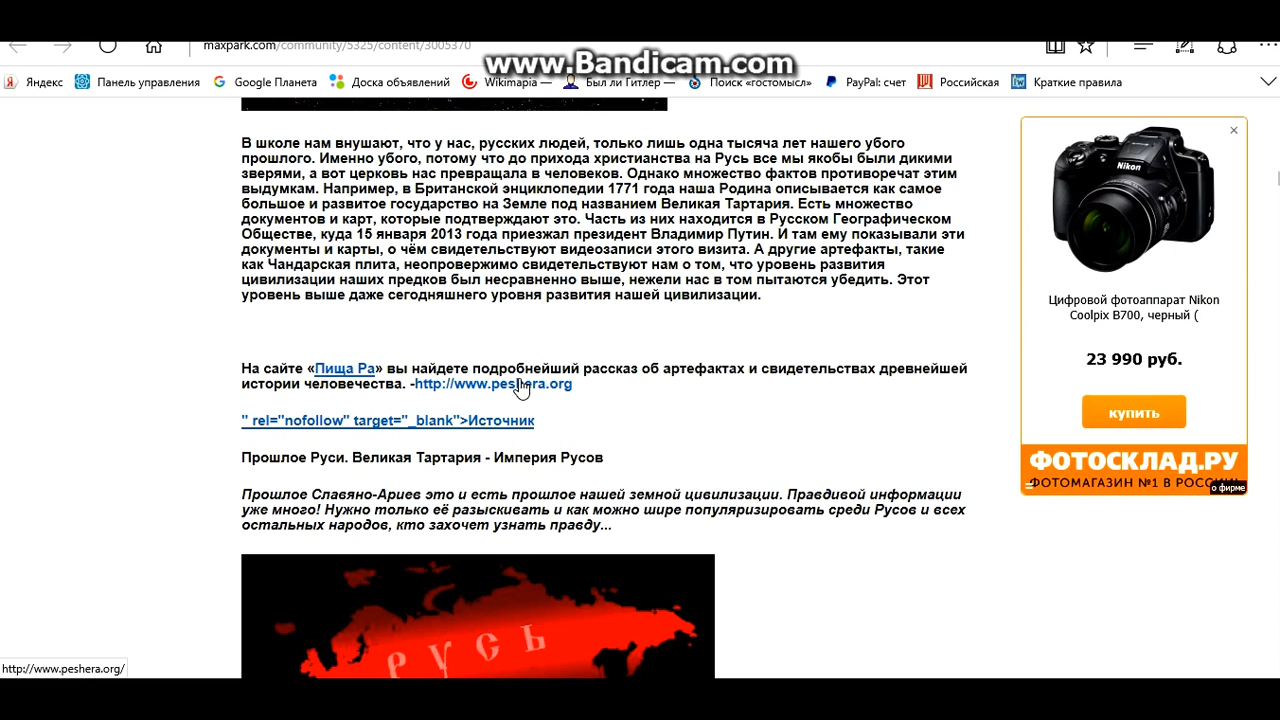 maxpark.com/community/5325/content/3005370
www.Bandicam.com
Яндекс
Панель управления
Google Планета
Доска объявлений
Wikimapia —
Был ли Гитлер —
Поиск «гостомысл»
PayPal: счет
Российская
Краткие правила
В школе нам внушают, что у нас, русских людей, только лишь одна тысяча лет нашего убого
прошлого. Именно убого, потому что до прихода христианства на Русь все мы якобы были дикими
зверями, а вот церковь нас превращала в человеков. Однако множество фактов противоречат этим
выдумкам. Например, в Британской энциклопедии 1771 года наша Родина описывается как самое
большое и развитое государство на Земле под названием Великая Тартария. Есть множество
документов и карт, которые подтверждают это. Часть из них находится в Русском Географическом
Обществе, куда 15 января 2013 года приезжал президент Владимир Путин. И там ему показывали эти
документы и карты, о чём свидетельствуют видеозаписи этого визита. А другие артефакты, такие
как Чандарская плита, неопровержимо свидетельствуют нам о том, что уровень развития
цивилизации наших предков был несравненно выше, нежели нас в том пытаются убедить. Этот
уровень выше даже сегодняшнего уровня развития нашей цивилизации.
На сайте «Пища Ра» вы найдете подробнейший рассказ об артефактах и свидетельствах древнейшей
истории человечества. -http://www.peshera.org
" rel="nofollow" target="_blank">Источник
Прошлое Руси. Великая Тартария - Империя Русов
Прошлое Славяно-Ариев это и есть прошлое нашей земной цивилизации. Правдивой информации
уже много! Нужно только её разыскивать и как можно шире популяризировать среди Русов и всех
остальных народов, кто захочет узнать правду...
русь
http://www.peshera.org/
Nikon
Цифровой фотоаппарат Nikon
Coolpix B700, черный (
23 990 руб.
купить
ФОТОСКЛАД.РУ
ФОТОМАГАЗИН №1 В РОССИИ
о фирме